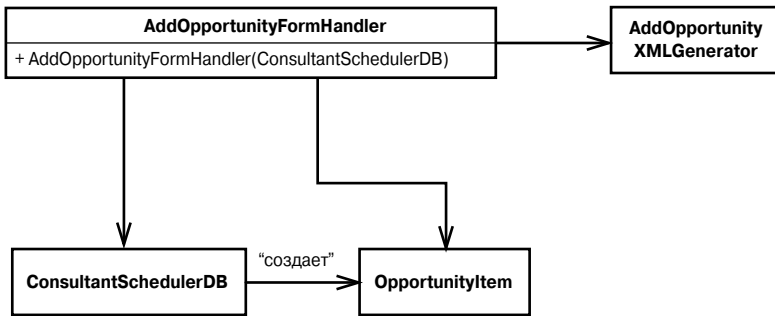 AddOpportunityFormHandler
+ AddOpportunityFormHandler(ConsultantSchedulerDB)
AddOpportunity
XMLGenerator
“создает”
ConsultantSchedulerDB
OpportunityItem